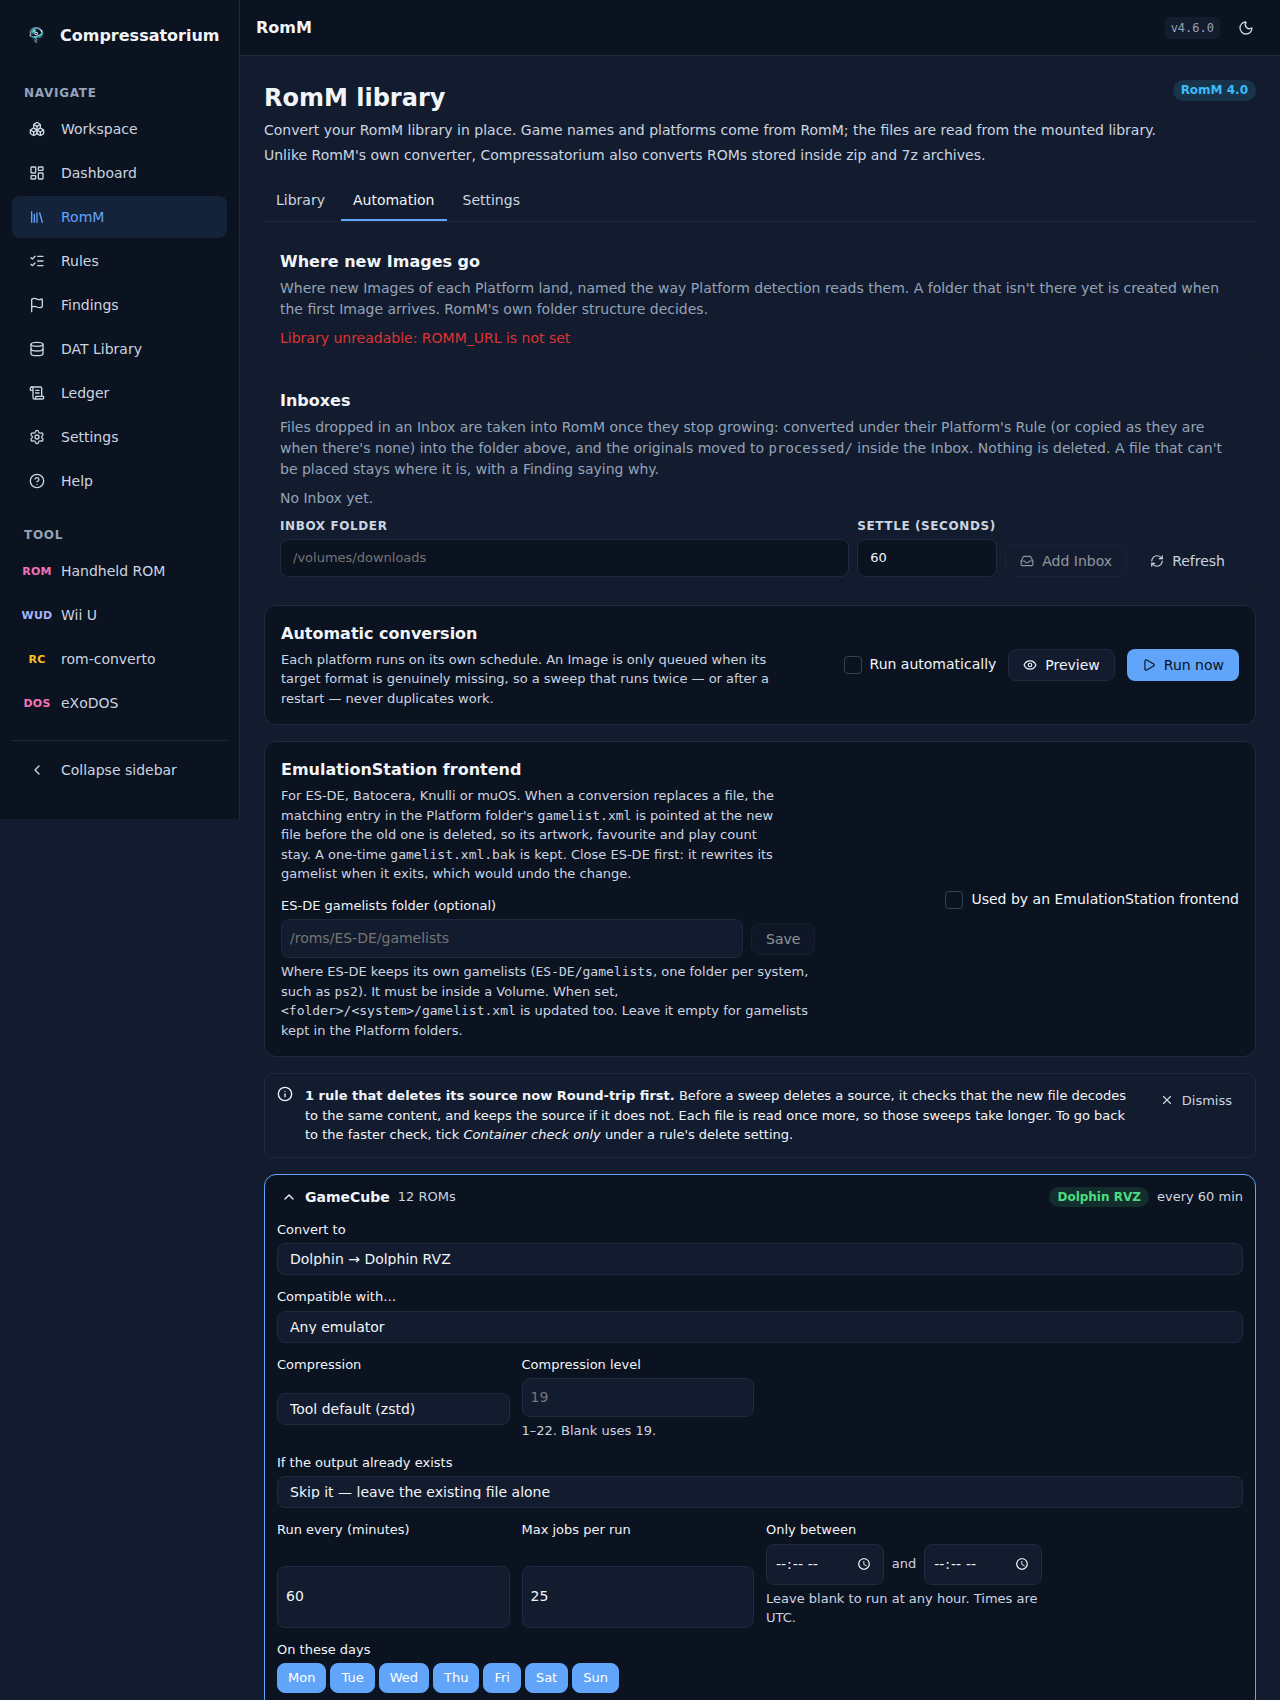 Compressatorium
RomM
v4.6.0
NAVIGATE
Workspace
Dashboard
RomM
Rules
Findings
DAT Library
Ledger
Settings
Help
TOOL
ROM Handheld ROM
WUD Wii U
RC rom-converto
DOS eXoDOS
Collapse sidebar
RomM library
RomM 4.0
Convert your RomM library in place. Game names and platforms come from RomM; the files are read from the mounted library.
Unlike RomM's own converter, Compressatorium also converts ROMs stored inside zip and 7z archives.
Library Automation Settings
Where new Images go
Where new Images of each Platform land, named the way Platform detection reads them. A folder that isn't there yet is created when
the first Image arrives. RomM's own folder structure decides.
Library unreadable: ROMM_URL is not set
Inboxes
Files dropped in an Inbox are taken into RomM once they stop growing: converted under their Platform's Rule (or copied as they are
when there's none) into the folder above, and the originals moved to processed/ inside the Inbox. Nothing is deleted. A file that can't
be placed stays where it is, with a Finding saying why.
No Inbox yet.
INBOX FOLDER
SETTLE (SECONDS)
/volumes/downloads
60
Add Inbox
Refresh
Automatic conversion
Each platform runs on its own schedule. An Image is only queued when its
target format is genuinely missing, so a sweep that runs twice — or after a
restart — never duplicates work.
Run automatically
Preview
Run now
EmulationStation frontend
For ES-DE, Batocera, Knulli or muOS. When a conversion replaces a file, the
matching entry in the Platform folder's gamelist.xml is pointed at the new
file before the old one is deleted, so its artwork, favourite and play count
stay. A one-time gamelist.xml.bak is kept. Close ES-DE first: it rewrites its
gamelist when it exits, which would undo the change.
Used by an EmulationStation frontend
ES-DE gamelists folder (optional)
/roms/ES-DE/gamelists
Save
Where ES-DE keeps its own gamelists (ES-DE/gamelists, one folder per system,
such as ps2). It must be inside a Volume. When set,
<folder>/<system>/gamelist.xml is updated too. Leave it empty for gamelists
kept in the Platform folders.
1 rule that deletes its source now Round-trip first. Before a sweep deletes a source, it checks that the new file decodes
to the same content, and keeps the source if it does not. Each file is read once more, so those sweeps take longer. To go back
to the faster check, tick Container check only under a rule's delete setting.
Dismiss
GameCube 12 ROMs
Dolphin RVZ every 60 min
Convert to
Dolphin → Dolphin RVZ
Compatible with…
Any emulator
Compression
Compression level
Tool default (zstd)
19
1–22. Blank uses 19.
If the output already exists
Skip it — leave the existing file alone
Run every (minutes)
Max jobs per run
Only between
60
25
--:-- -- and --:-- --
Leave blank to run at any hour. Times are
UTC.
On these days
Mon Tue Wed Thu Fri Sat Sun